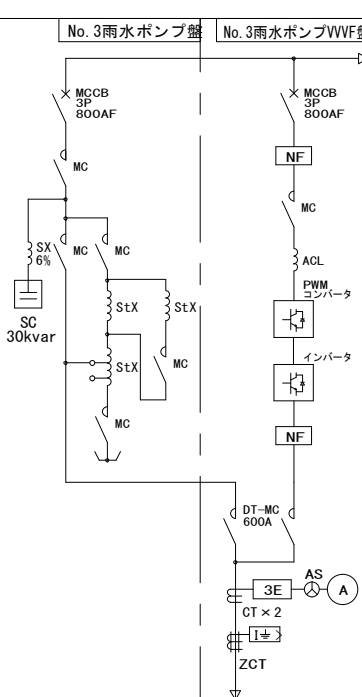 No.3雨水ポンプ盤
No.3雨水ポンプVVVF盤
MCCB
3P
800AF
MCCB
3P
800AF
NF
MC
MC
SX
6%
MC
MC
ACL
SC
30kvar
StX
StX
PWM
コンバータ
StX
MC
インバータ
MC
NF
DT-MC
600A
AS
3E
A
CT×2
I
ZCT